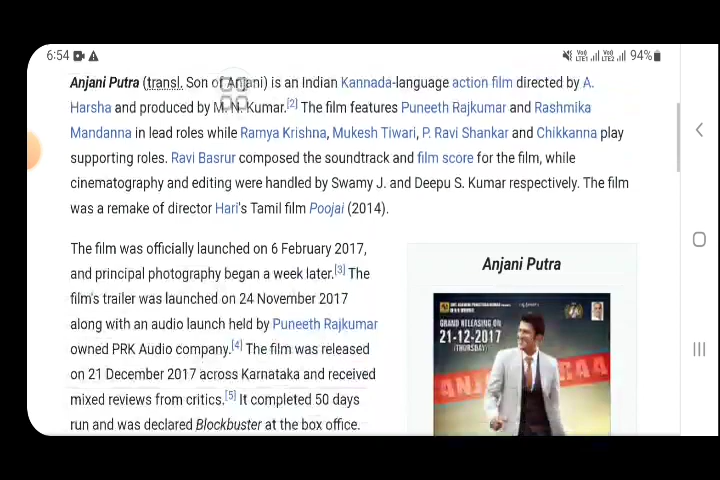 6:54
Vo)) LTE1 Vo)) LTE2 94%
Anjani Putra (transl. Son of Anjani) is an Indian Kannada-language action film directed by A.
Harsha and produced by M. N. Kumar.[2] The film features Puneeth Rajkumar and Rashmika
Mandanna in lead roles while Ramya Krishna, Mukesh Tiwari, P. Ravi Shankar and Chikkanna play
supporting roles. Ravi Basrur composed the soundtrack and film score for the film, while
cinematography and editing were handled by Swamy J. and Deepu S. Kumar respectively. The film
was a remake of director Hari's Tamil film Poojai (2014).
The film was officially launched on 6 February 2017,
and principal photography began a week later.[3] The
film's trailer was launched on 24 November 2017
along with an audio launch held by Puneeth Rajkumar
owned PRK Audio company.[4] The film was released
on 21 December 2017 across Karnataka and received
mixed reviews from critics.[5] It completed 50 days
run and was declared Blockbuster at the box office.
Anjani Putra
GRAND RELEASING ON
21-12-2017
(THURSDAY)